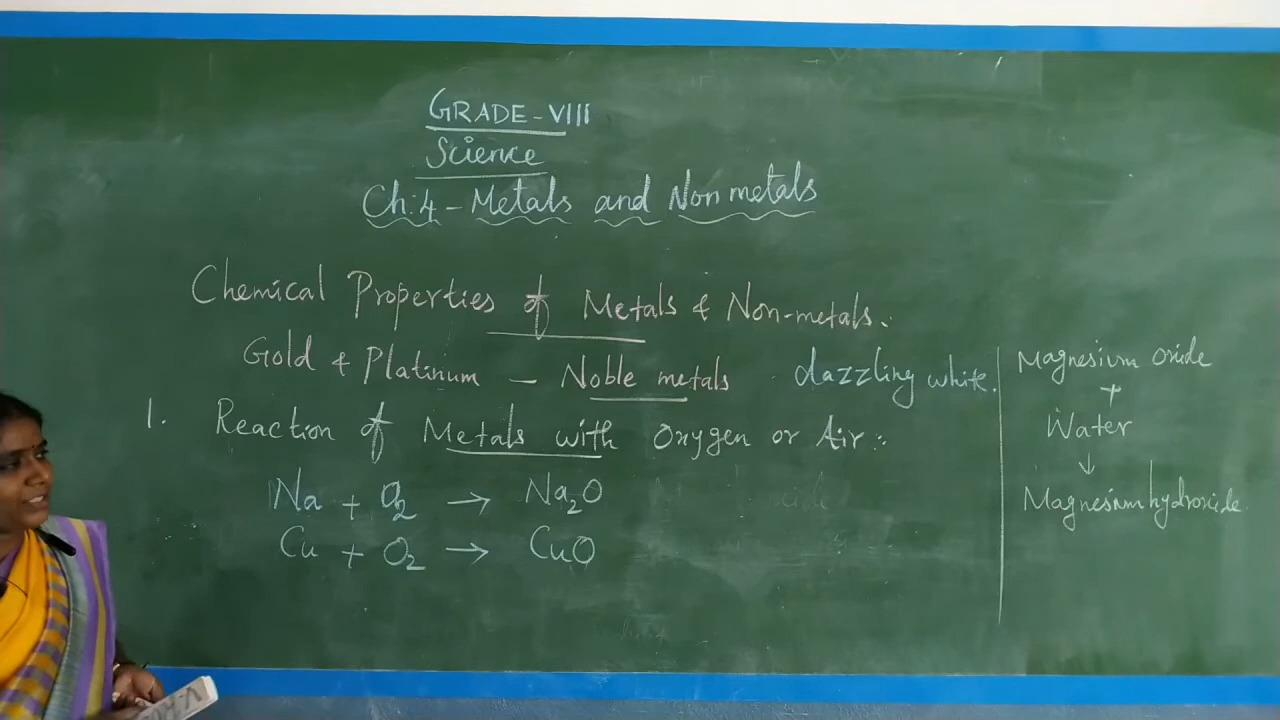 GRADE-VIII
Science
Ch:4 - Metals and Non metals
Chemical Properties of Metals & Non-metals.
Gold & Platinum — Noble metals
dazzling white.
1. Reaction of Metals with Oxygen or Air :
Na + O₂ → Na₂O
Cu + O₂ → CuO
Magnesium Oxide
+
Water
↓
Magnesium hydroxide